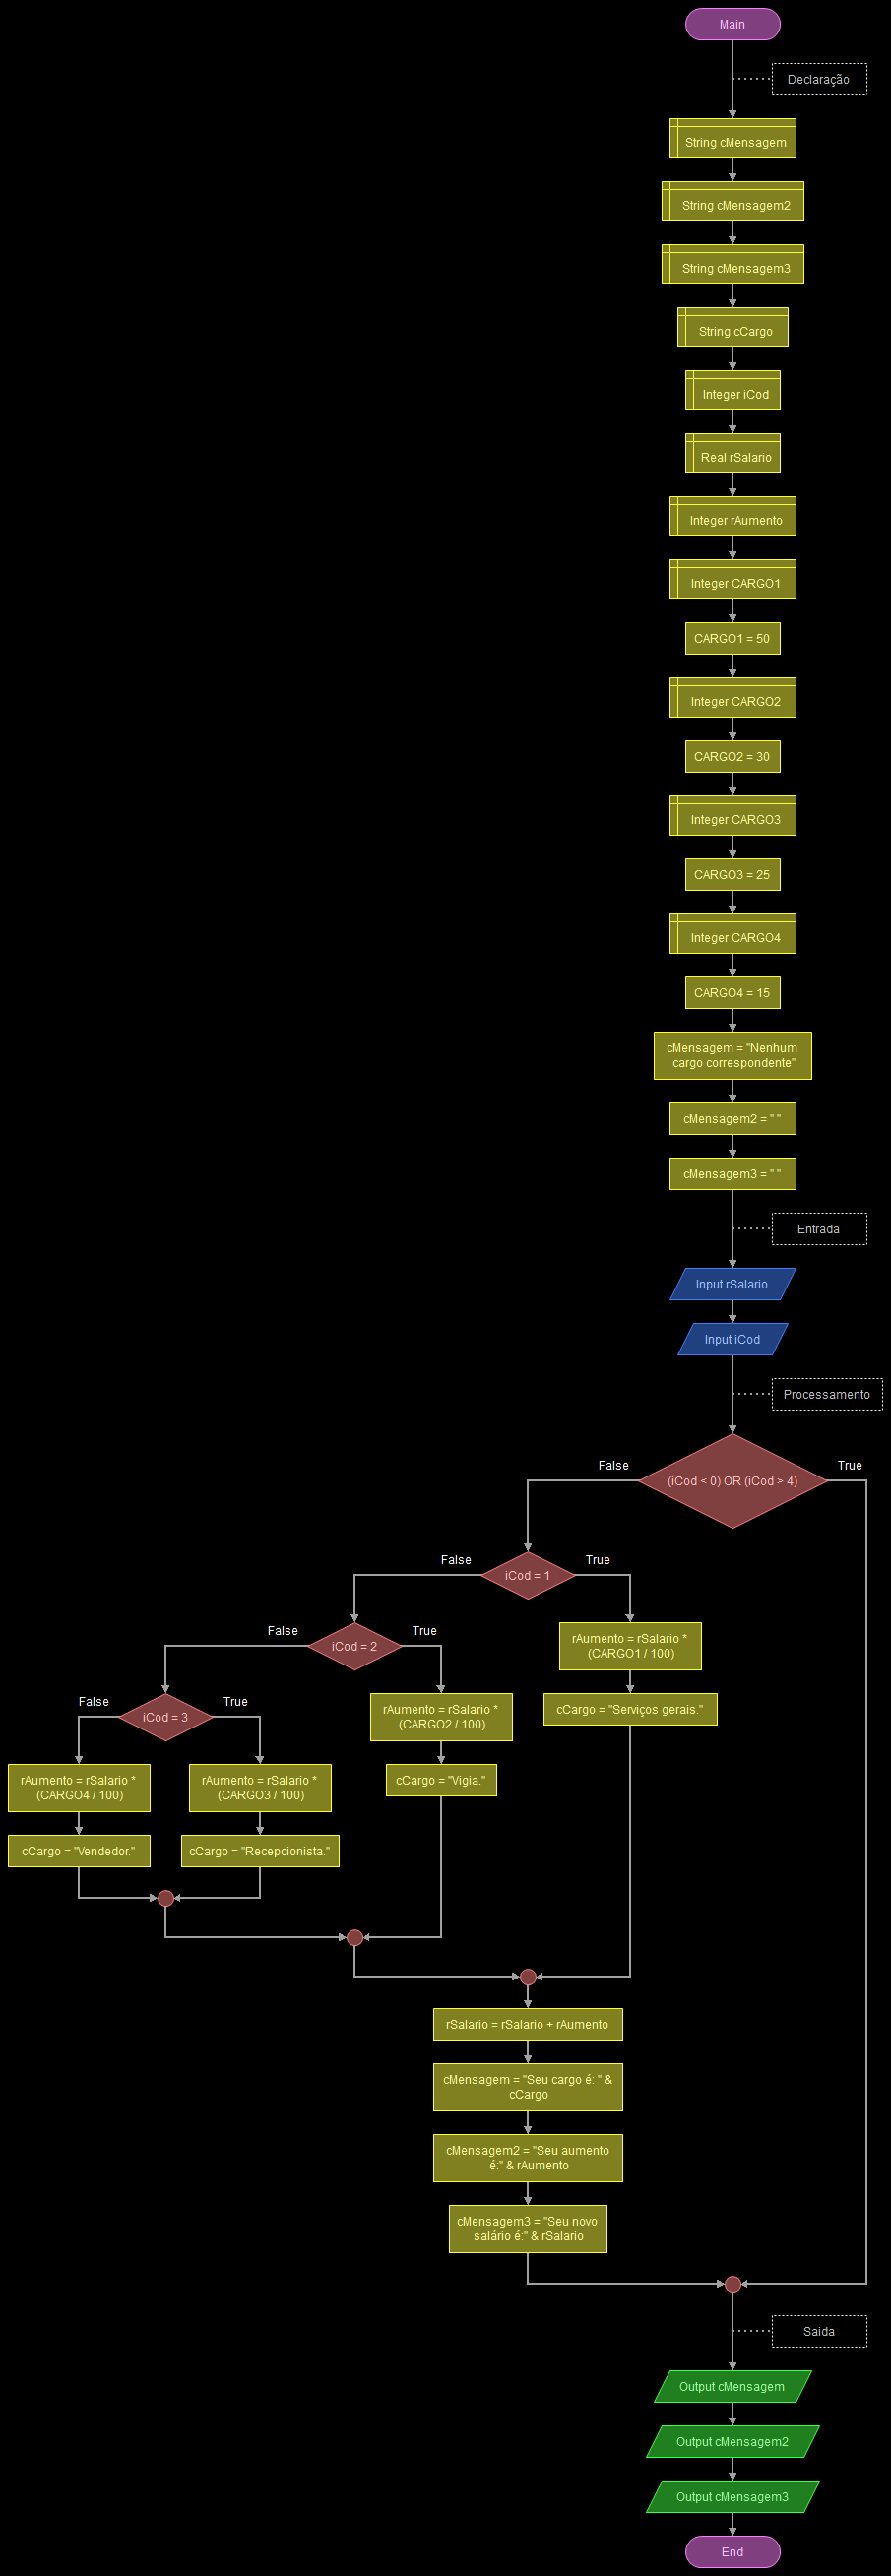 Main
Declaração
String cMensagem
String cMensagem2
String cMensagem3
String cCargo
Integer iCod
Real rSalario
Integer rAumento
Integer CARGO1
CARGO1 = 50
Integer CARGO2
CARGO2 = 30
Integer CARGO3
CARGO3 = 25
Integer CARGO4
CARGO4 = 15
cMensagem = "Nenhum
cargo correspondente"
cMensagem2 = " "
cMensagem3 = " "
Entrada
Input rSalario
Input iCod
Processamento
False
(iCod < 0) OR (iCod > 4)
True
False
iCod = 1
True
False
iCod = 2
True
rAumento = rSalario *
(CARGO1 / 100)
cCargo = "Serviços gerais."
False
iCod = 3
True
rAumento = rSalario *
(CARGO2 / 100)
cCargo = "Vigia."
rAumento = rSalario *
(CARGO4 / 100)
cCargo = "Vendedor."
rAumento = rSalario *
(CARGO3 / 100)
cCargo = "Recepcionista."
rSalario = rSalario + rAumento
cMensagem = "Seu cargo é: " &
cCargo
cMensagem2 = "Seu aumento
é:" & rAumento
cMensagem3 = "Seu novo
salário é:" & rSalario
Saida
Output cMensagem
Output cMensagem2
Output cMensagem3
End